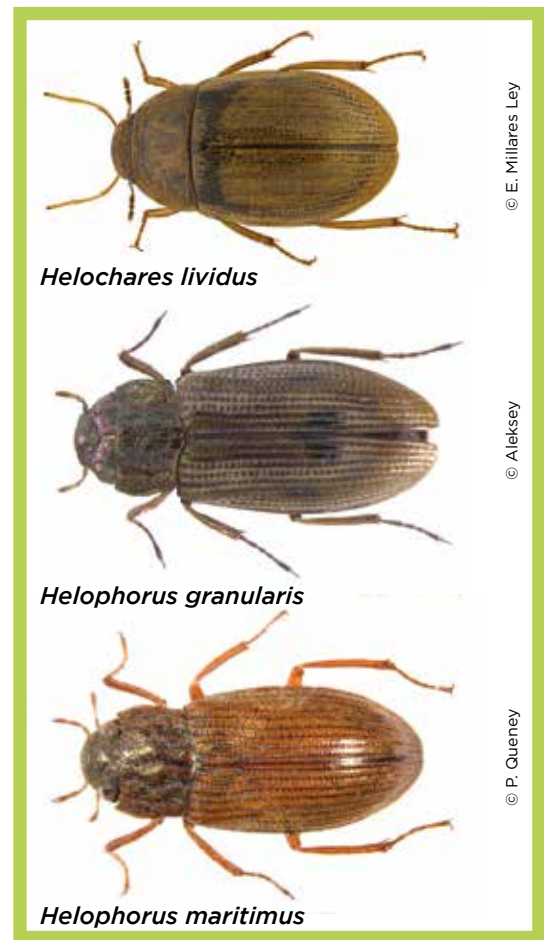 © E. Millares Ley
Helochares lividus
© Aleksey
Helophorus granularis
© P. Queney
Helophorus maritimus